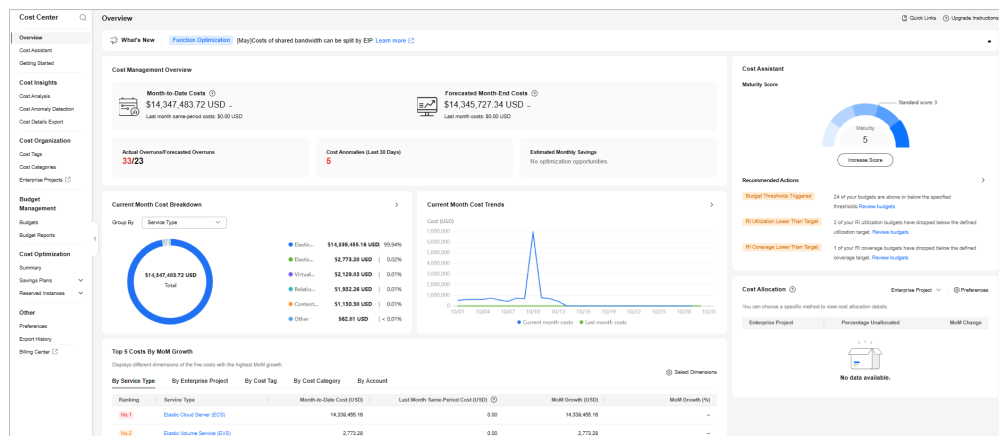 Cost Center
Overview
Quick Links
Upgrade Instructions
Overview
Cost Assistant
Getting Started
Cost Insights
Cost Analysis
Cost Anomaly Detection
Cost Details Export
Cost Organization
Cost Tags
Cost Categories
Enterprise Projects
Budget
Management
Budgets
Budget Reports
Cost Optimization
Summary
Savings Plans
Reserved Instances
Other
Preferences
Export History
Billing Center
What's New Function Optimization [May]Costs of shared bandwidth can be split by EIP. Learn more
Cost Management Overview
Month-to-Date Costs
$14,347,483.72 USD --
Last month same-period costs: $0.00 USD
Forecasted Month-End Costs
$14,345,727.34 USD --
Last month costs: $0.00 USD
Actual Overruns/Forecasted Overruns
33/23
Cost Anomalies (Last 30 Days)
5
Estimated Monthly Savings
No optimization opportunities.
Current Month Cost Breakdown
Group By Service Type
$14,347,483.72 USD
Total
Elastic... $14,339,455.16 USD | 99.94%
Elastic... $2,773.28 USD | 0.02%
Virtual... $2,129.03 USD | 0.01%
Relatio... $1,932.26 USD | 0.01%
Content... $1,130.38 USD | 0.01%
Other $62.81 USD | < 0.01%
Current Month Cost Trends
Cost (USD)
7,000,000
6,000,000
5,000,000
4,000,000
3,000,000
2,000,000
1,000,000
0
10/01 10/04 10/07 10/10 10/13 10/16 10/19 10/22 10/25 10/28 10/31
Current month costs Last month costs
Top 5 Costs By MoM Growth
Displays different dimensions of the five costs with the highest MoM growth.
Select Dimensions
By Service Type By Enterprise Project By Cost Tag By Cost Category By Account
Ranking Service Type Month-to-Date Cost (USD) Last Month Same-Period Cost (USD) MoM Growth (USD) MoM Growth (%)
No.1 Elastic Cloud Server (ECS) 14,339,455.16 0.00 14,339,455.16 --
No.2 Elastic Volume Service (EVS) 2,773.28 0.00 2,773.28 --
Cost Assistant
Maturity Score
Standard score: 3
Maturity
5
Increase Score
Recommended Actions
Budget Thresholds Triggered 24 of your budgets are above or below the specified
thresholds.Review budgets
RI Utilization Lower Than Target 2 of your RI utilization budgets have dropped below the defined
utilization target. Review budgets
RI Coverage Lower Than Target 1 of your RI coverage budgets have dropped below the defined
coverage target. Review budgets
Cost Allocation Enterprise Project Preferences
You can choose a specific method to view cost allocation details.
Enterprise Project Percentage Unallocated MoM Change
No data available.